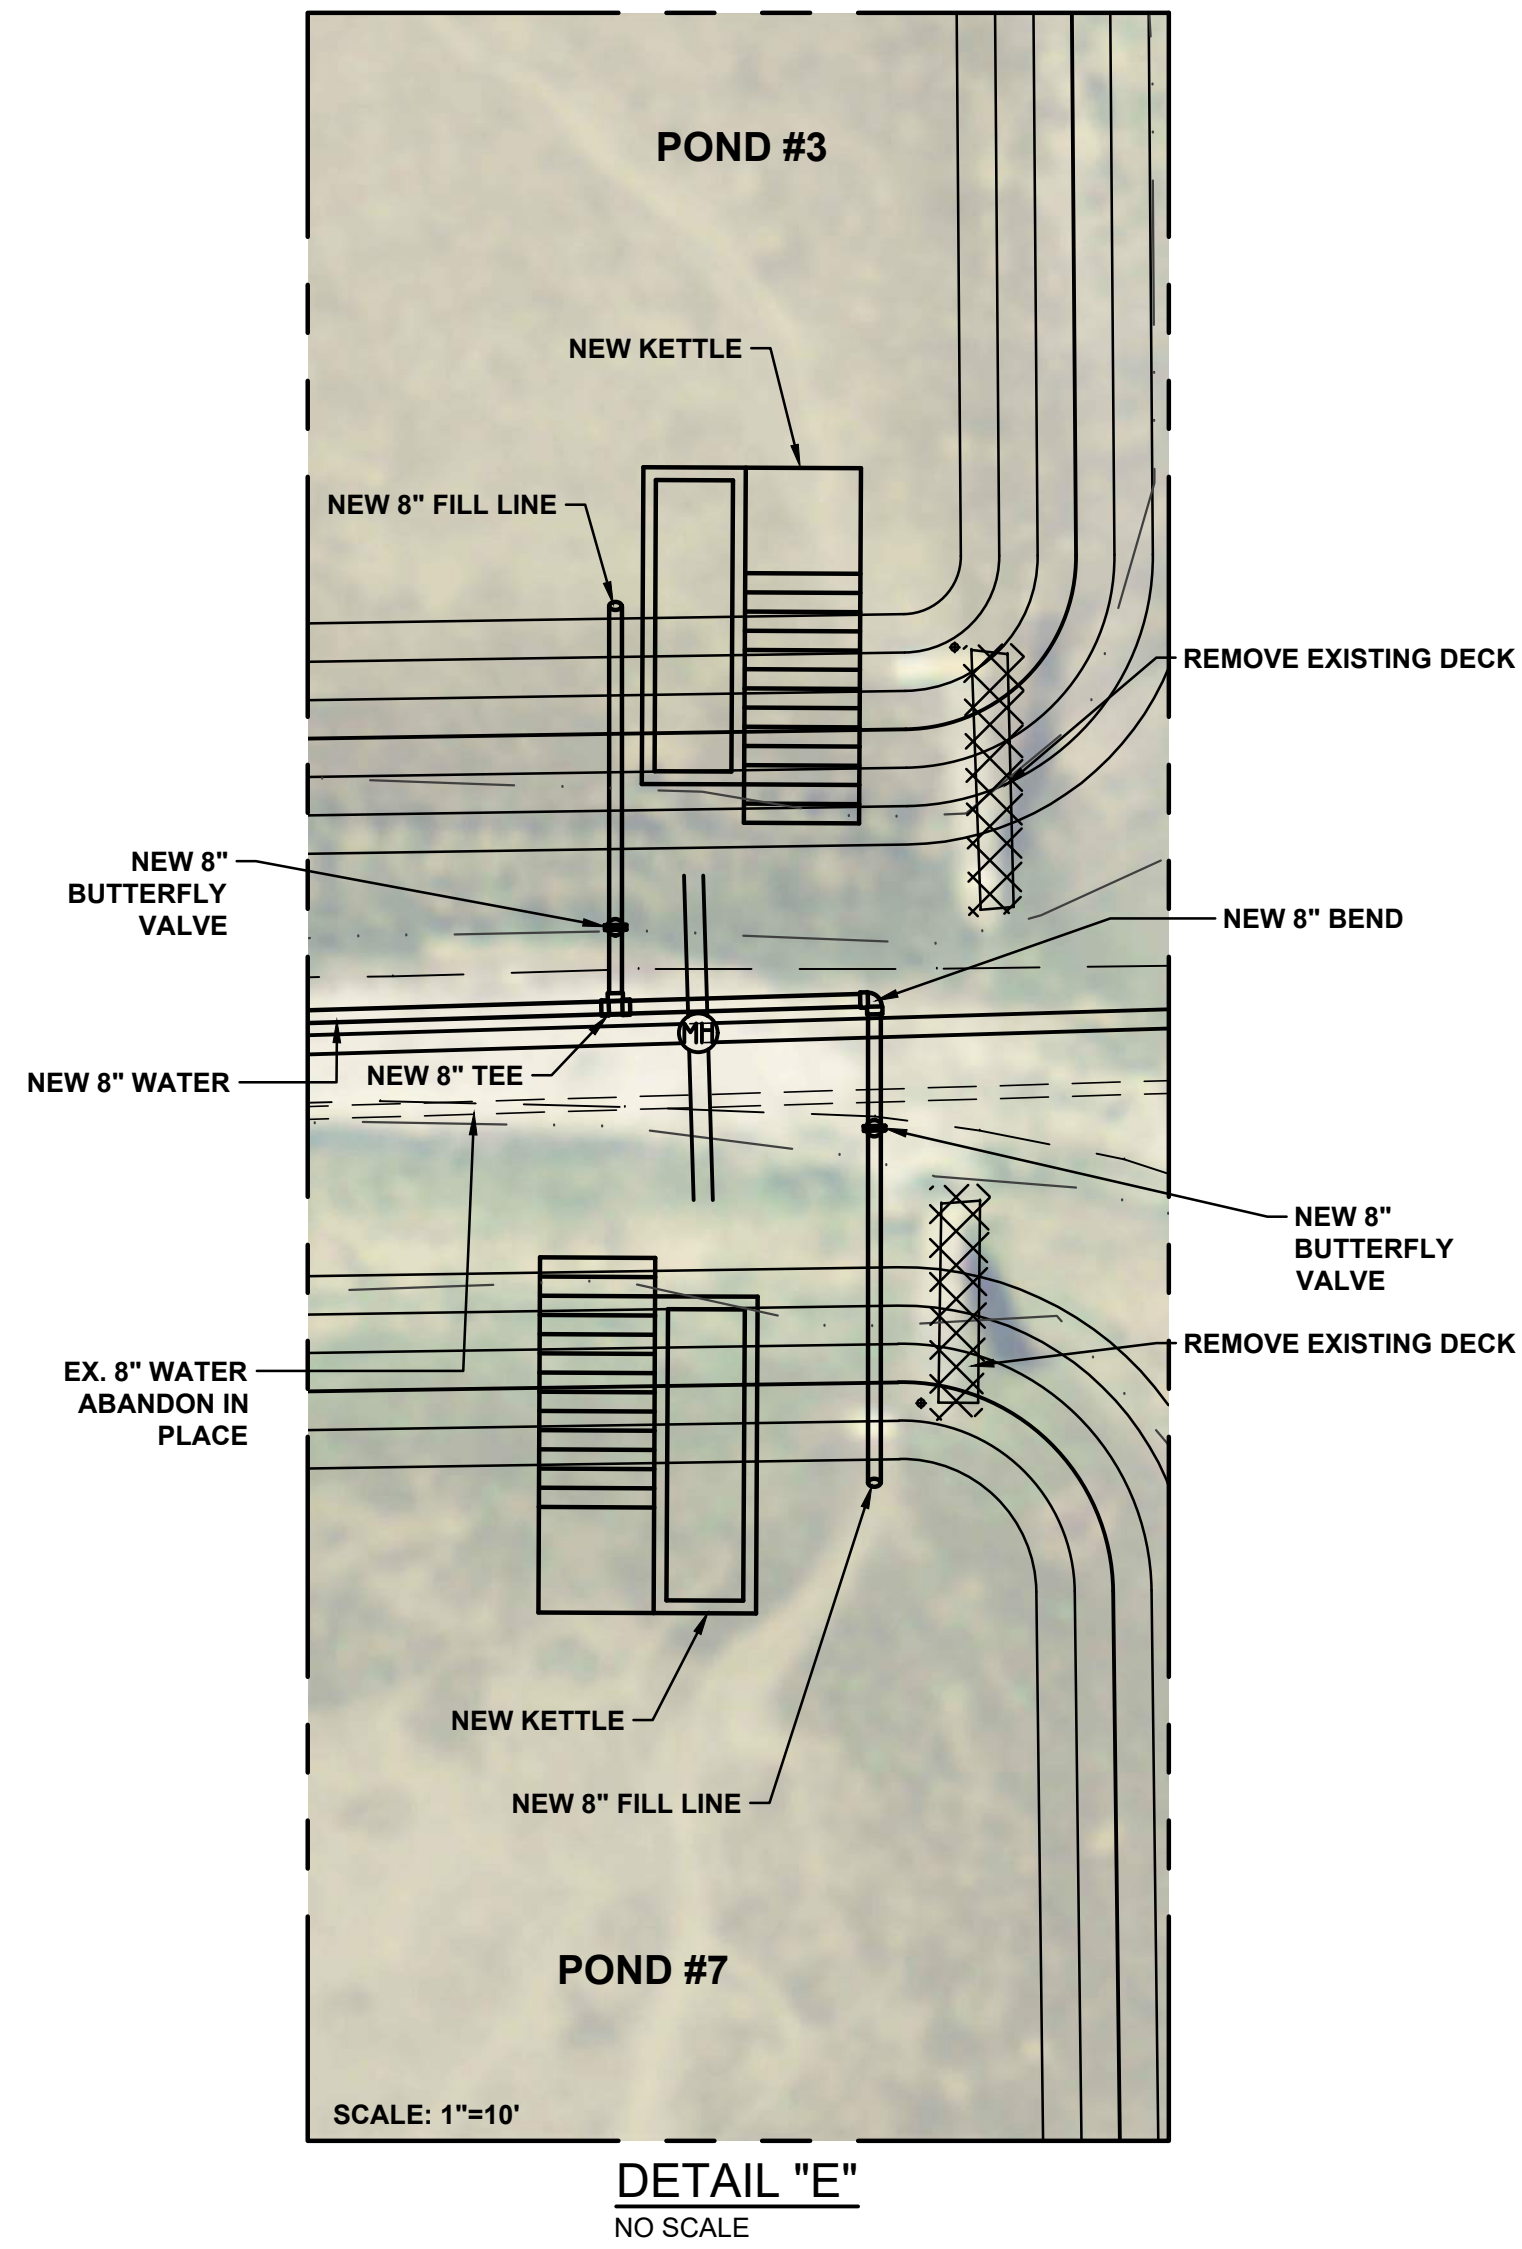 POND #3
NEW KETTLE
NEW 8" FILL LINE
REMOVE EXISTING DECK
NEW 8"
BUTTERFLY
VALVE
NEW 8" BEND
MH
NEW 8" WATER
NEW 8" TEE
NEW 8"
BUTTERFLY
VALVE
REMOVE EXISTING DECK
EX. 8" WATER
ABANDON IN
PLACE
NEW KETTLE
NEW 8" FILL LINE
POND #7
SCALE: 1"=10'
DETAIL "E"
NO SCALE